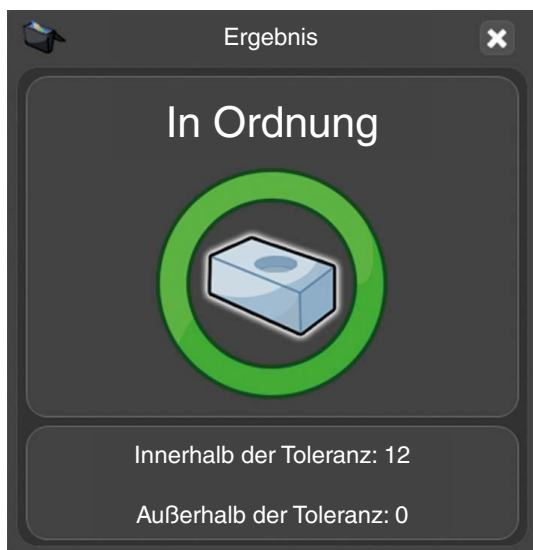 Ergebnis
In Ordnung
Innerhalb der Toleranz: 12
Außerhalb der Toleranz: 0